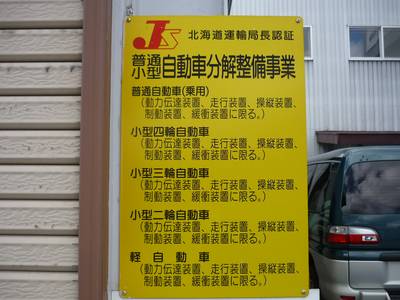 JS 北海道運輸局長認証
普通
小型 自動車分解整備事業
普通自動車(乗用)
(動力伝達装置、走行装置、操縦装置、
制動装置、緩衝装置に限る。)
小型四輪自動車
(動力伝達装置、走行装置、操縦装置、
制動装置、緩衝装置に限る。)
小型三輪自動車
(動力伝達装置、走行装置、操縦装置、
制動装置、緩衝装置に限る。)
小型二輪自動車
(動力伝達装置、走行装置、操縦装置、
制動装置、緩衝装置に限る。)
軽自動車
(動力伝達装置、走行装置、操縦装置、
制動装置、緩衝装置に限る。)